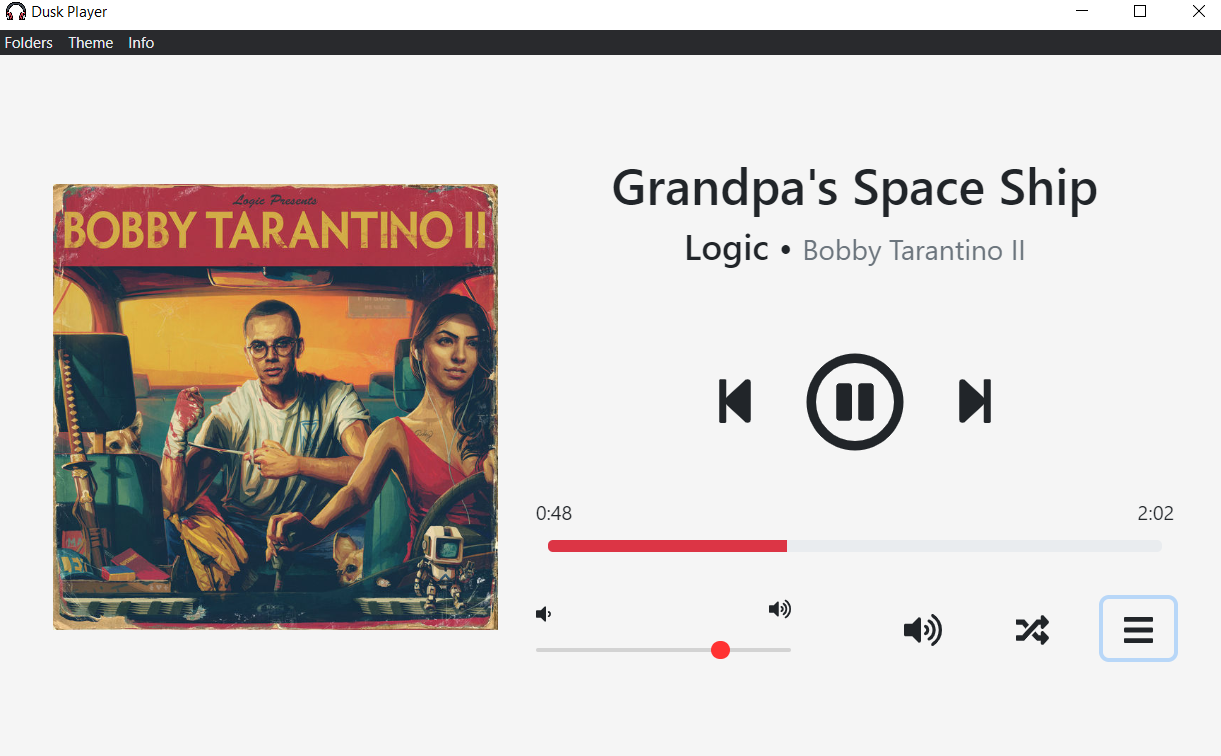 Dusk Player
Folders Theme Info
Logic Presents
BOBBY TARANTINO II
Grandpa's Space Ship
Logic • Bobby Tarantino II
0:48 2:02